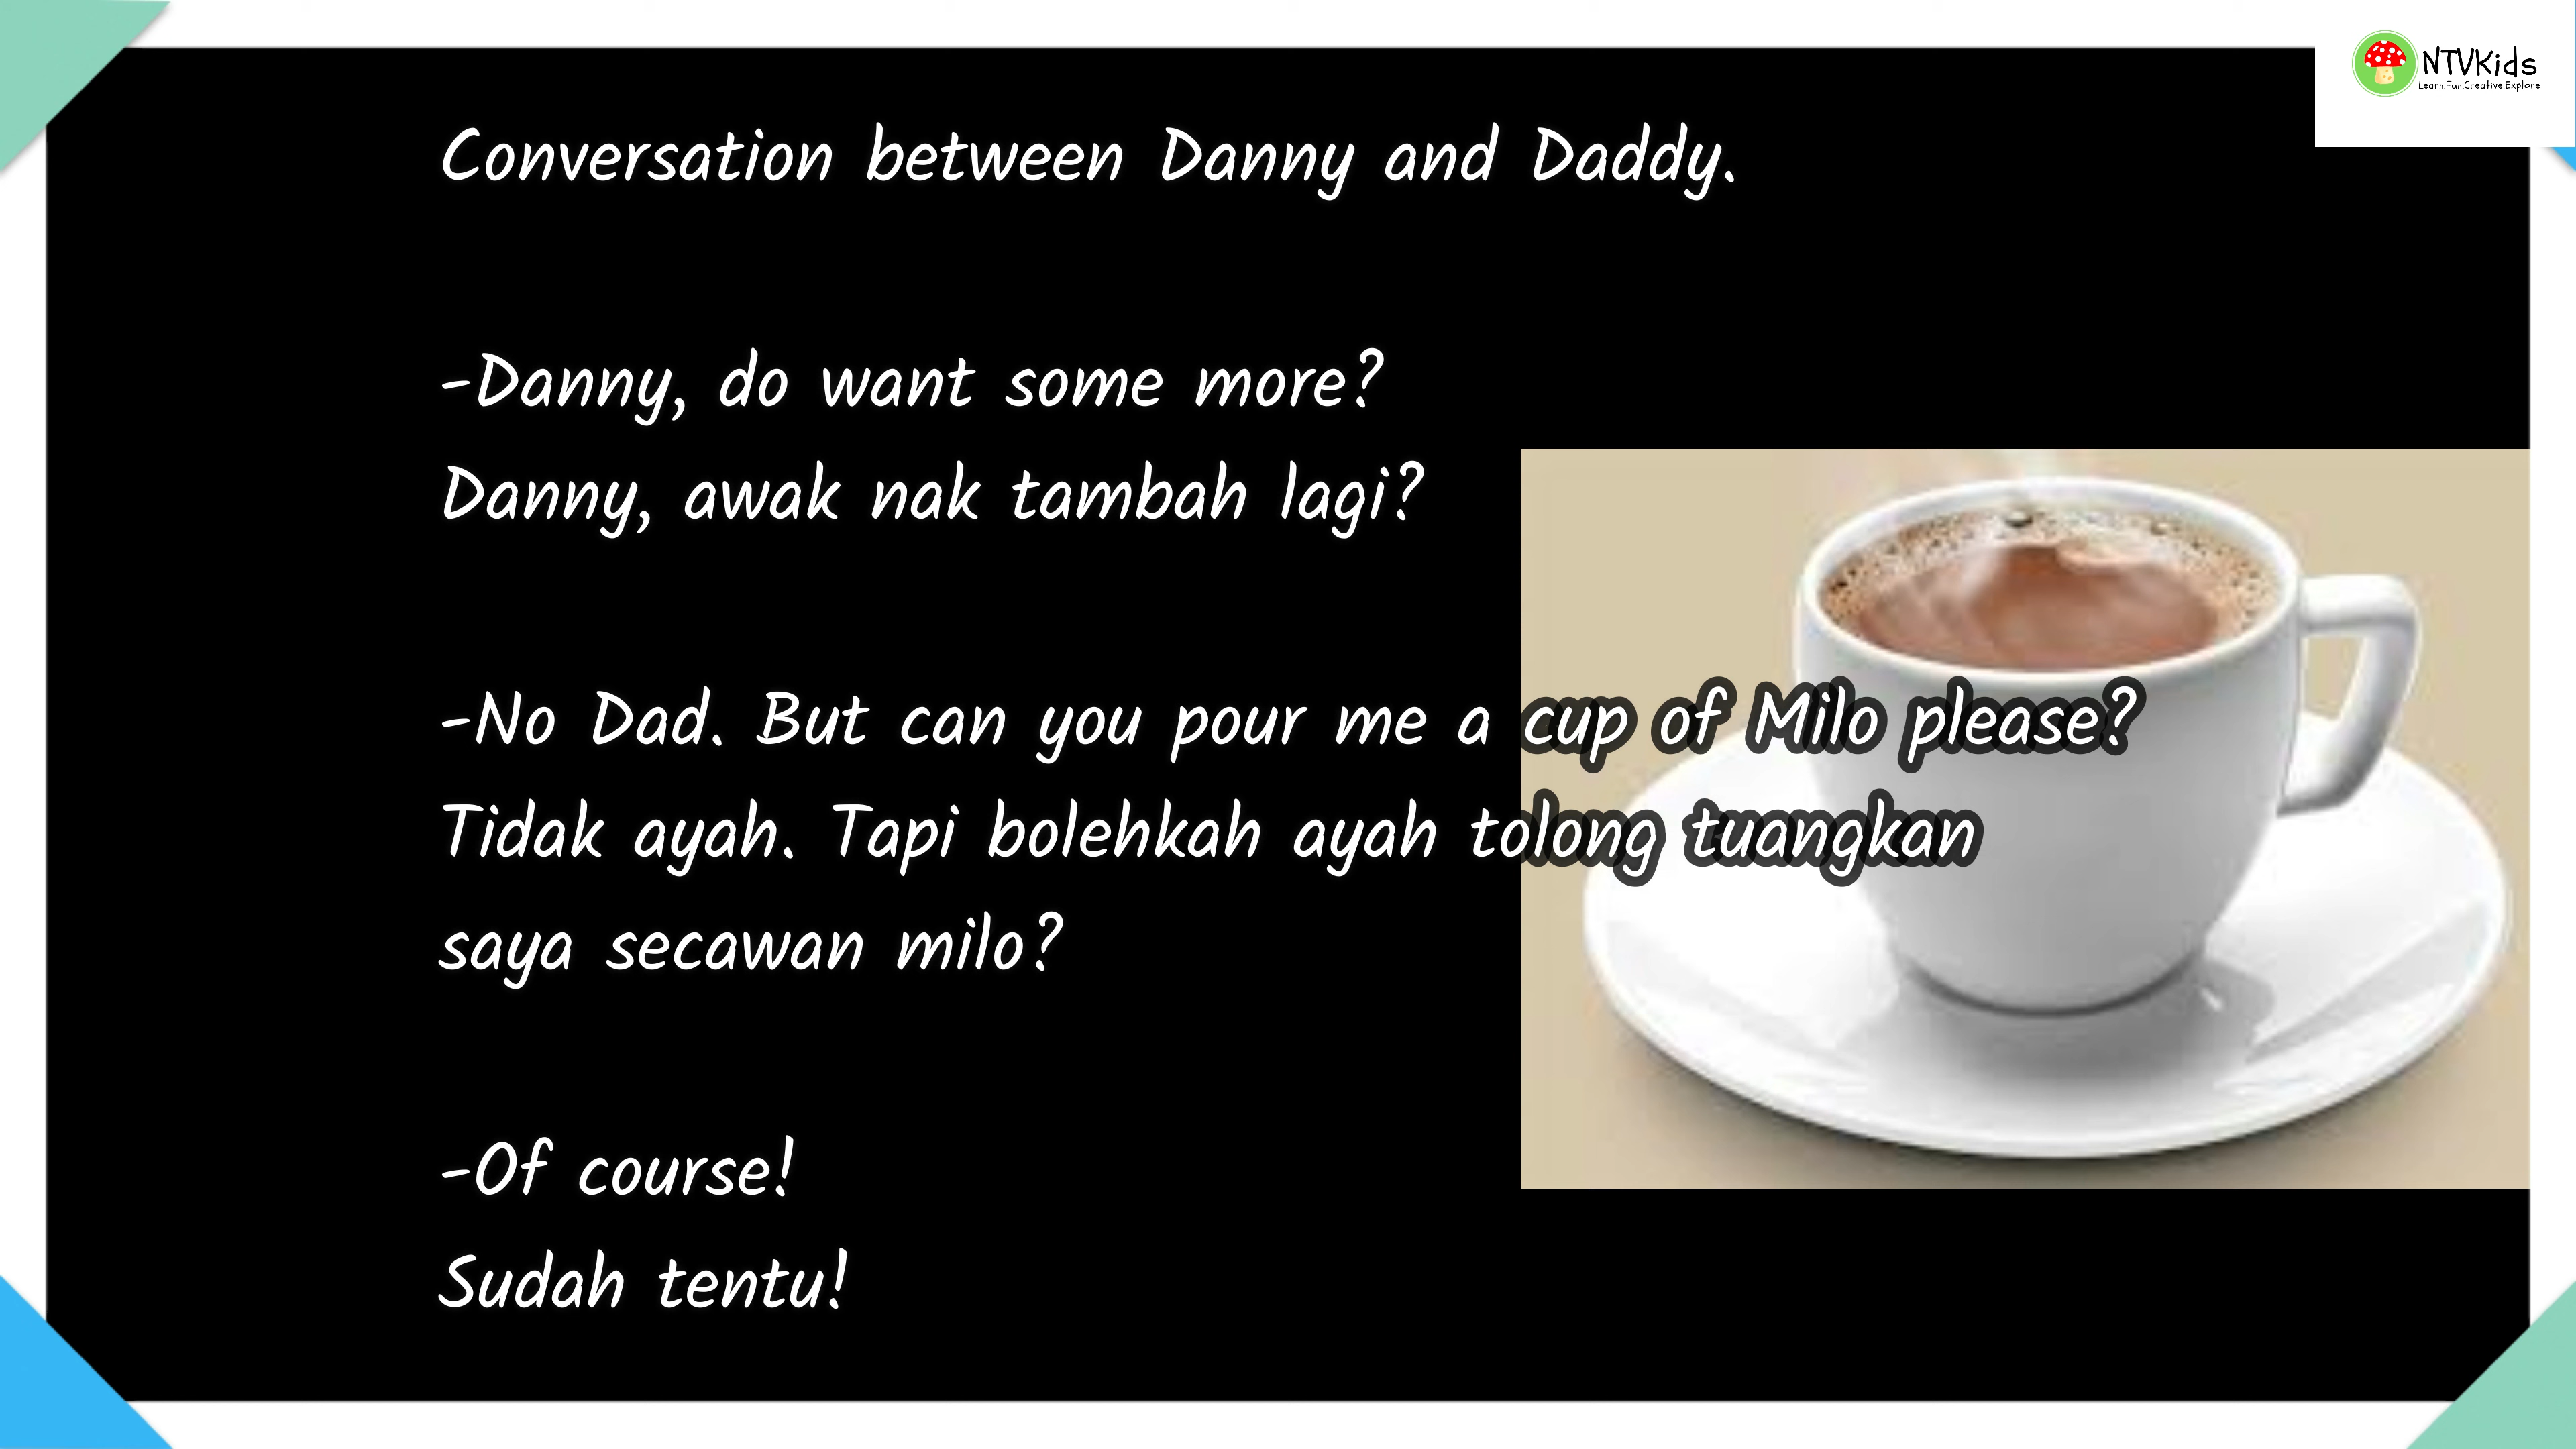 NTVKids
Learn.Fun.Creative.Explore
Conversation between Danny and Daddy.
-Danny, do want some more?
Danny, awak nak tambah lagi?
-No Dad. But can you pour me a cup of Milo please?
Tidak ayah. Tapi bolehkah ayah tolong tuangkan
saya secawan milo?
-Of course!
Sudah tentu!